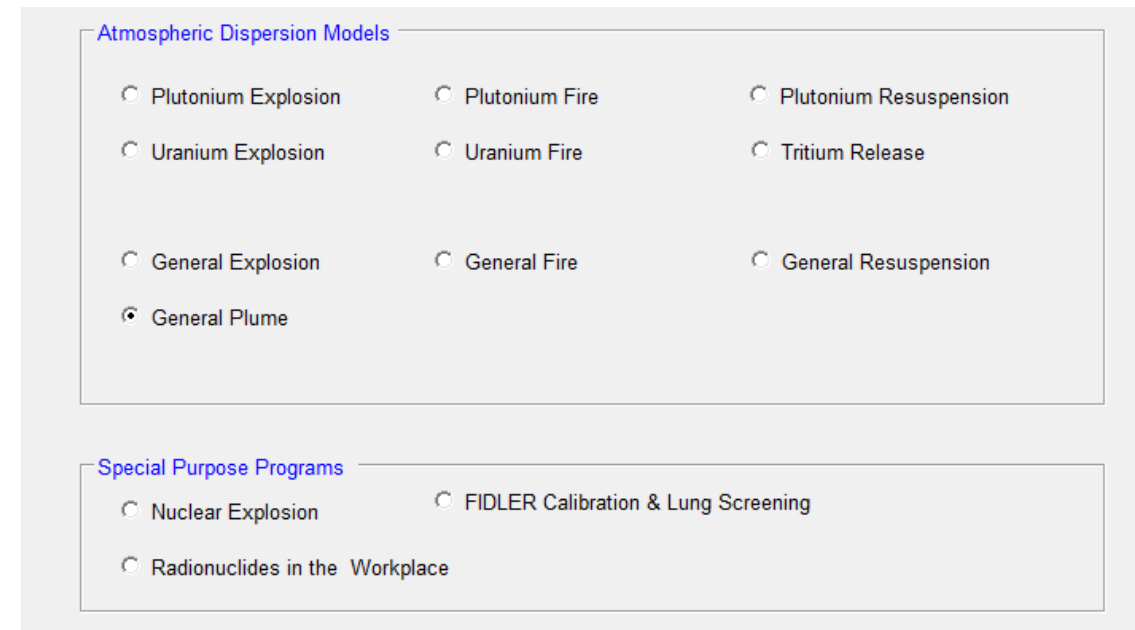 Atmospheric Dispersion Models
Plutonium Explosion Plutonium Fire Plutonium Resuspension
Uranium Explosion Uranium Fire Tritium Release
General Explosion General Fire General Resuspension
General Plume
Special Purpose Programs
Nuclear Explosion FIDLER Calibration & Lung Screening
Radionuclides in the Workplace